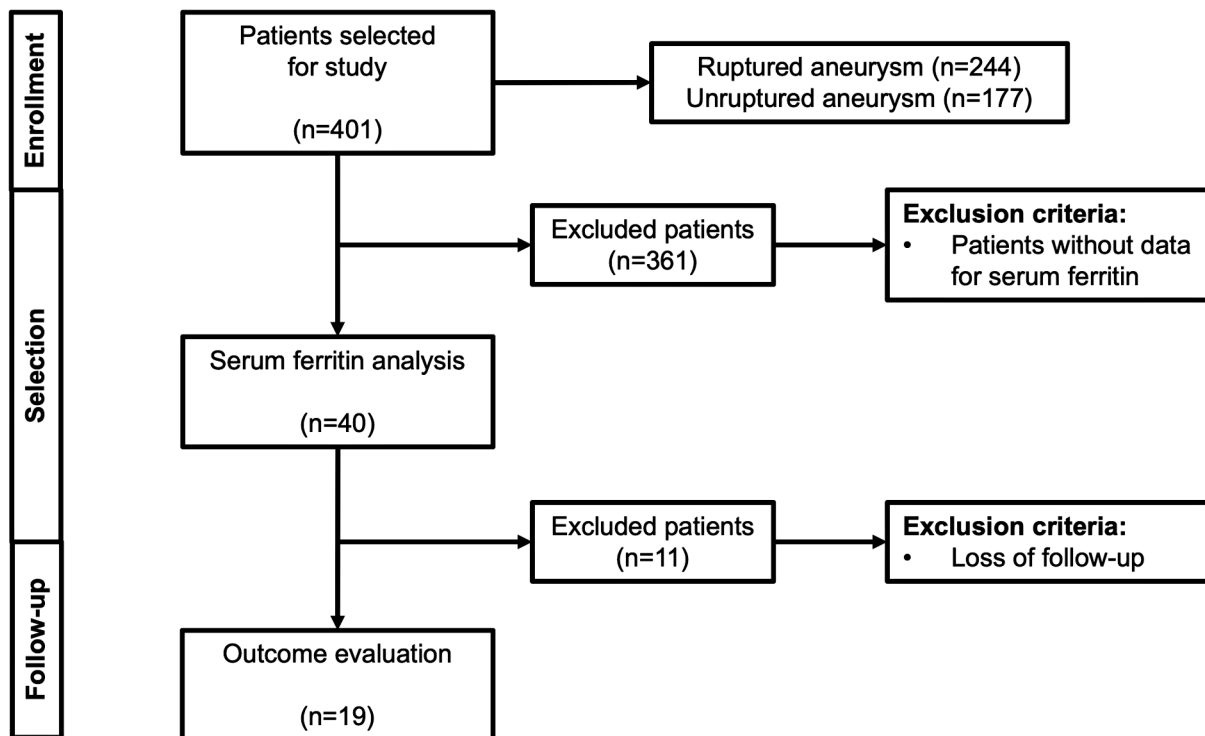 Enrollment
Patients selected
for study
(n=401)
Ruptured aneurysm (n=244)
Unruptured aneurysm (n=177)
Selection
Excluded patients
(n=361)
Exclusion criteria:
• Patients without data
for serum ferritin
Serum ferritin analysis
(n=40)
Excluded patients
(n=11)
Exclusion criteria:
• Loss of follow-up
Follow-up
Outcome evaluation
(n=19)